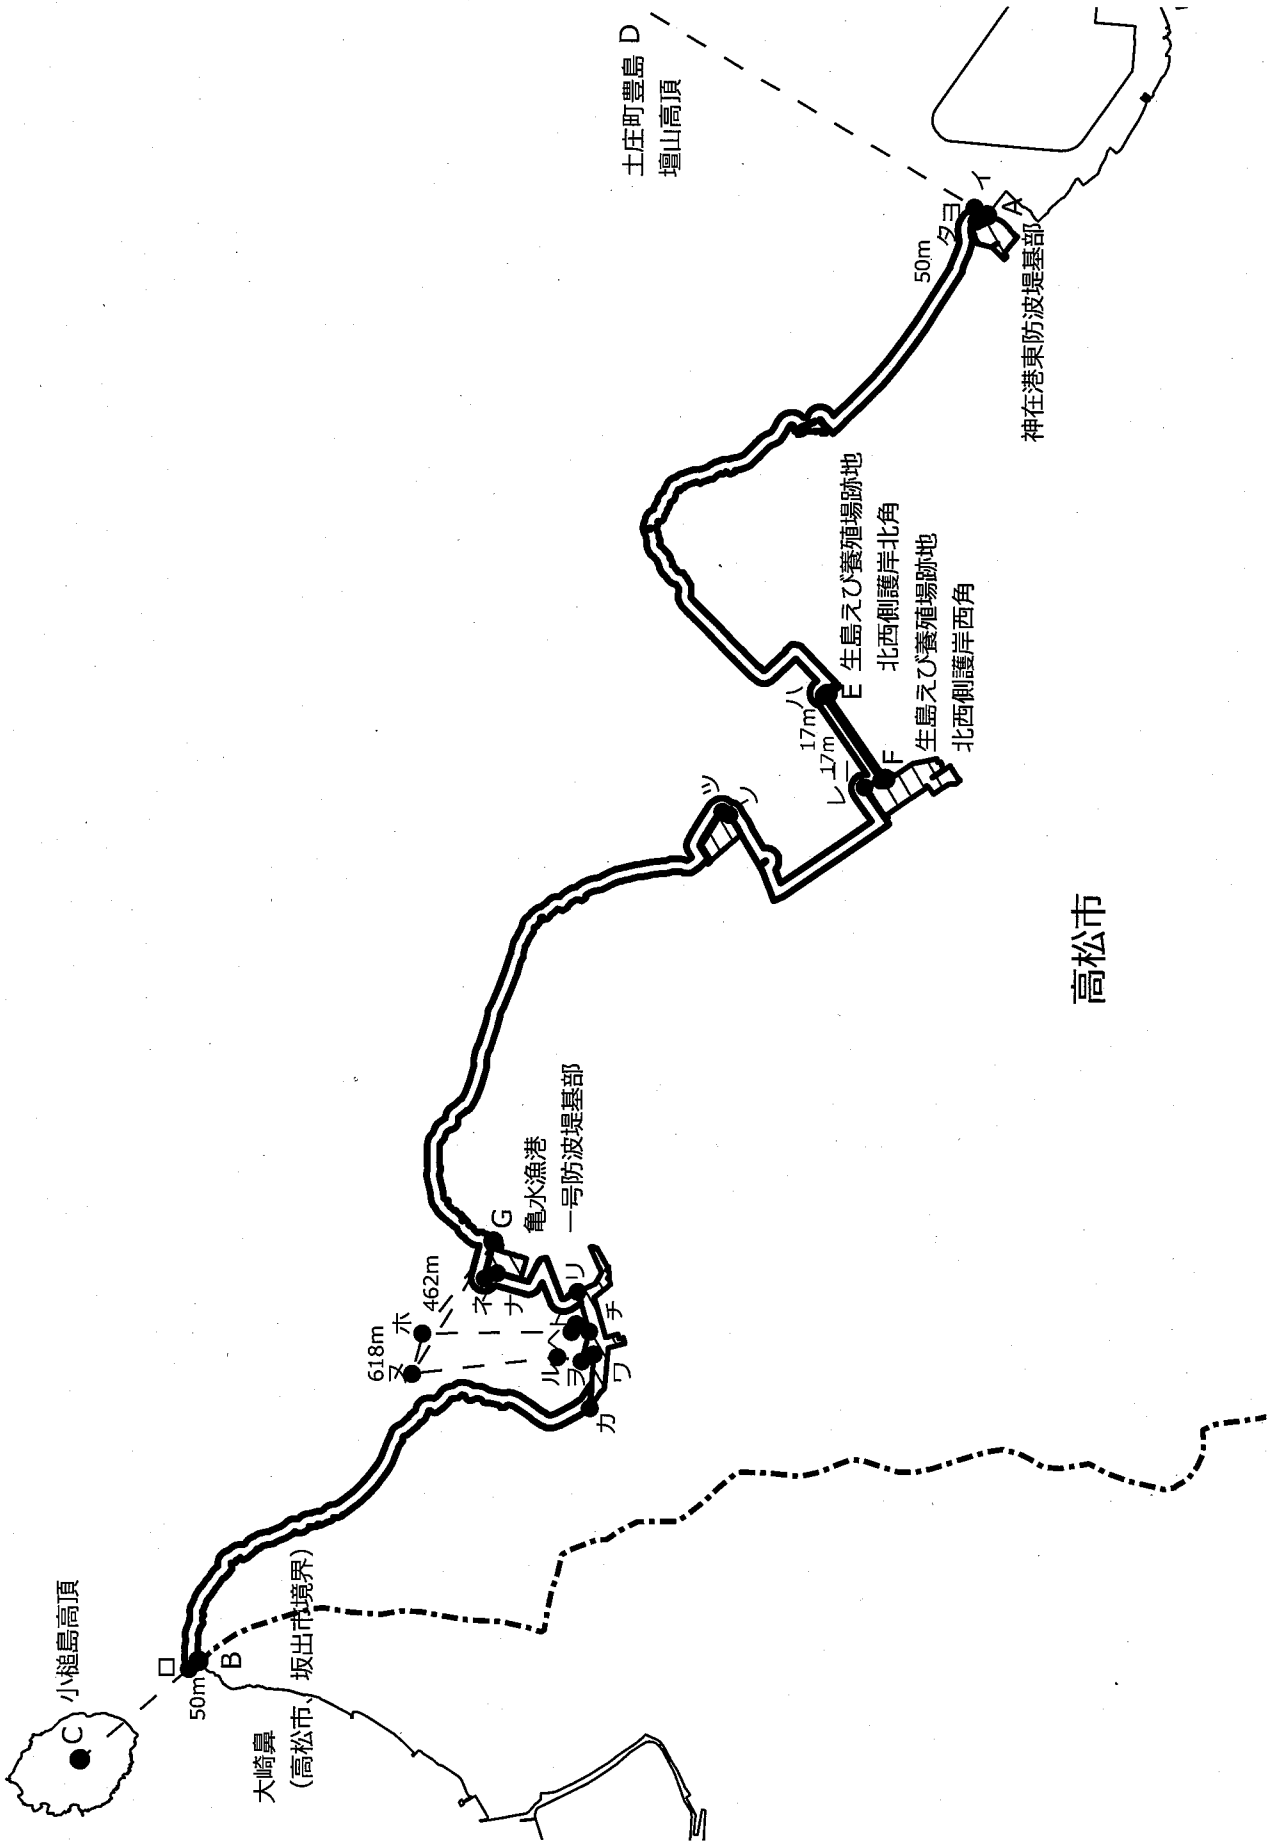 小槌島高頂
C
ロ
50m
B
大崎鼻
(高松市、坂出市境界)
618m
ヌ
ホ
462m
ネ
ナ
G
亀水漁港
一号防波堤基部
ル
ヲ
ワ
カ
ヘ
ト
チ
リ
ツ
ソ
レ
ニ
17m
17m
ハ
F
E
生島えび養殖場跡地
北西側護岸北角
生島えび養殖場跡地
北西側護岸西角
高松市
50m
タ
ヨ
イ
A
神在港東防波堤基部
土庄町豊島
壇山高頂
D